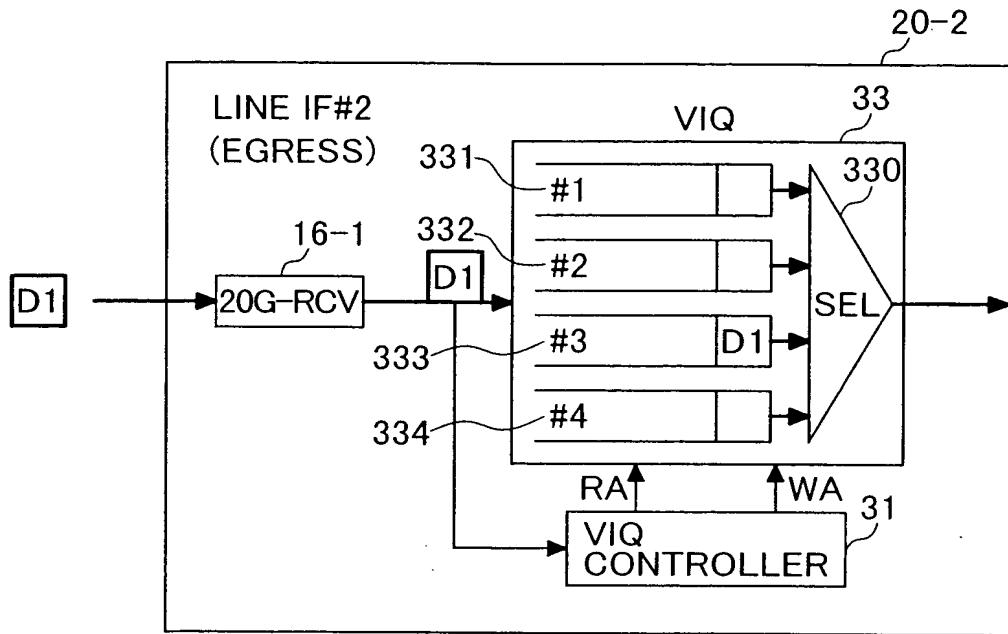 20-2
LINE IF#2
(EGRESS)
VIQ
33
331
#1
330
332
#2
16-1
D1
D1
20G-RCV
SEL
333
#3
D1
334
#4
RA
WA
31
VIQ
CONTROLLER